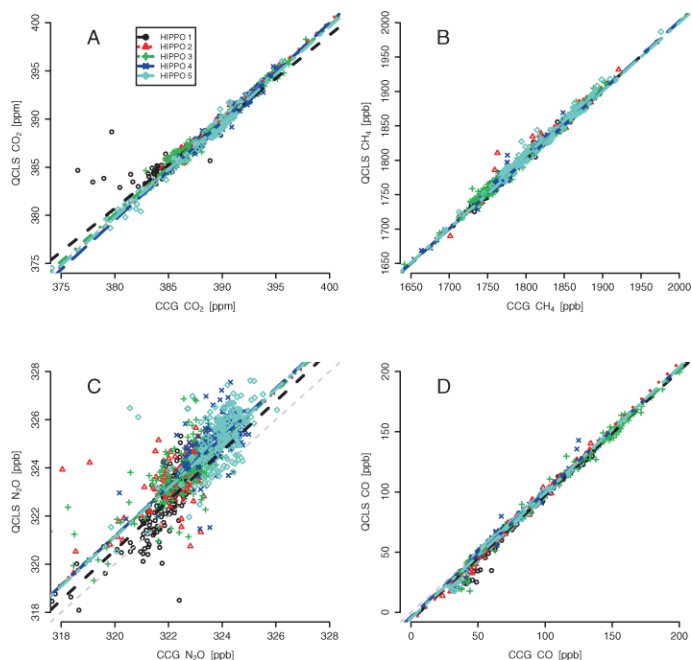 A
HIPPO 1
HIPPO 2
HIPPO 3
HIPPO 4
HIPPO 5
QCLS CO₂ [ppm]
375 380 385 390 395 400
375 380 385 390 395 400
CCG CO₂ [ppm]
B
QCLS CH₄ [ppb]
1650 1750 1800 1850 1900 1950 2000
1650 1700 1750 1800 1850 1900 1950 2000
CCG CH₄ [ppb]
C
QCLS N₂O [ppb]
318 320 322 324 326 328
318 320 322 324 326 328
CCG N₂O [ppb]
D
QCLS CO [ppb]
0 50 100 150 200
0 50 100 150 200
CCG CO [ppb]